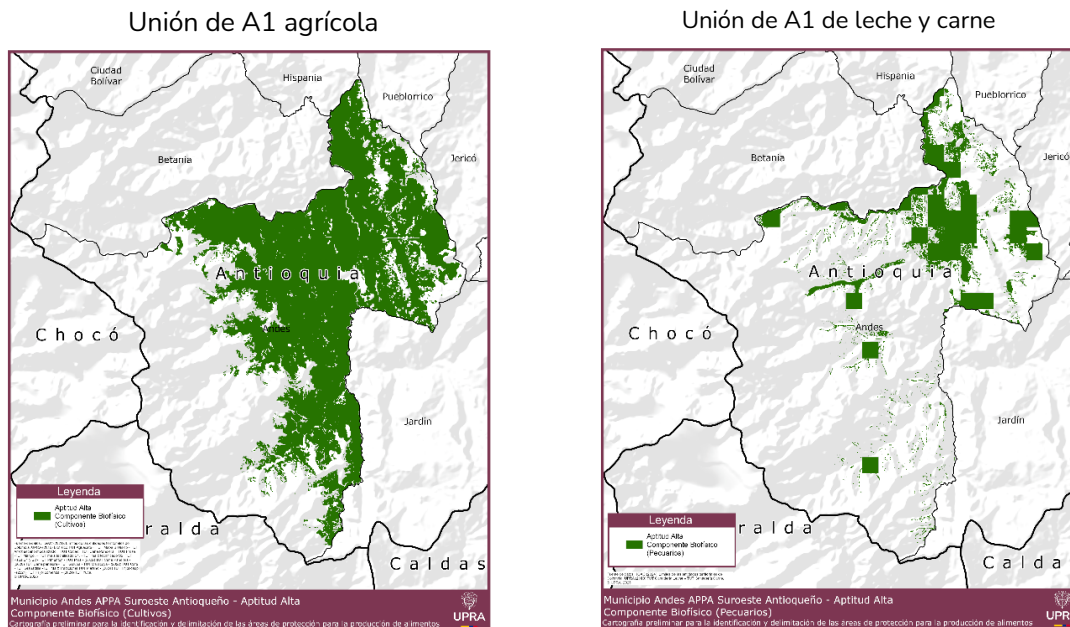 Unión de A1 agrícola
Ciudad
Bolívar
Hispania
Pueblorrico
Betania
Jericó
Antioquia
Chocó
Andes
Jardín
Leyenda
Aptitud Alta
Componente Biofísico
(Cultivos)
ralda
Caldas
Municipio Andes APPA Suroeste Antioqueño - Aptitud Alta
Componente Biofísico (Cultivos)
Cartografía preliminar para la identificación y delimitación de las áreas de protección para la producción de alimentos
UPRA
Unión de A1 de leche y carne
Ciudad
Bolívar
Hispania
Pueblorrico
Betania
Jericó
Antioquia
Chocó
Andes
Jardín
Leyenda
Aptitud Alta
Componente Biofísico
(Pecuarios)
ralda
Caldas
Municipio Andes APPA Suroeste Antioqueño - Aptitud Alta
Componente Biofísico (Pecuarios)
Cartografía preliminar para la identificación y delimitación de las áreas de protección para la producción de alimentos
UPRA